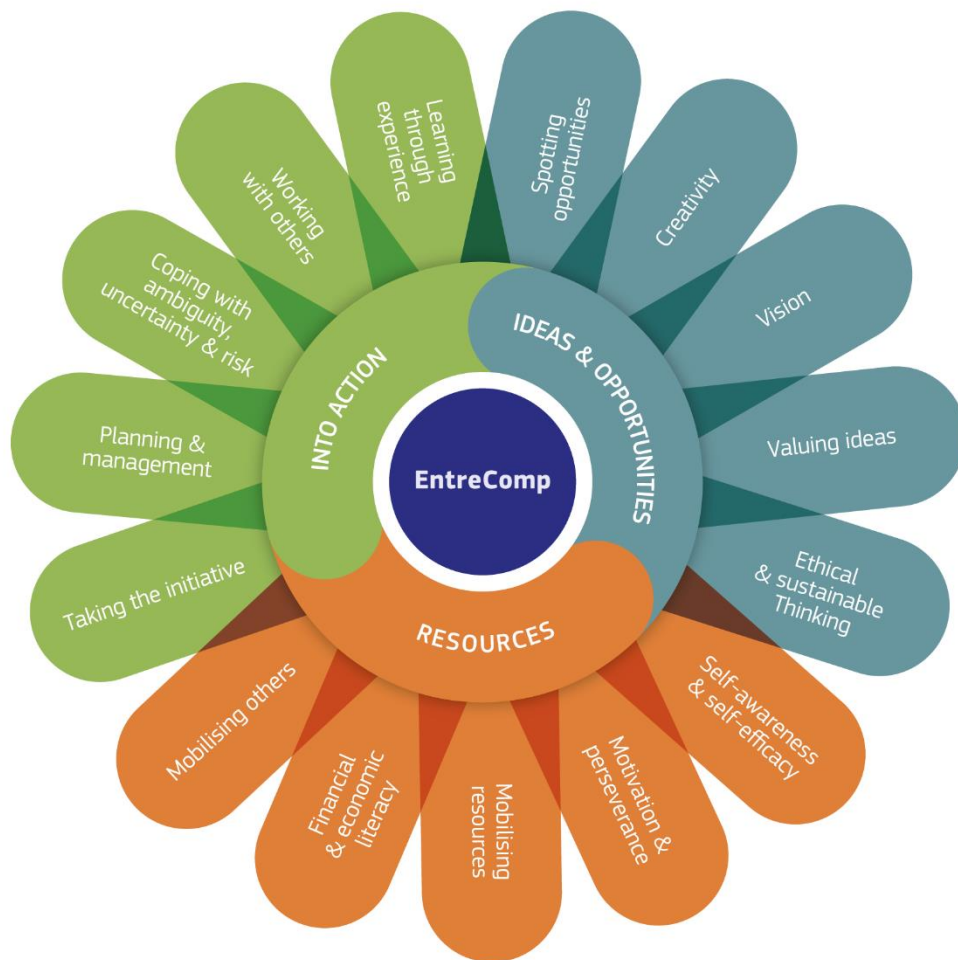 EntreComp
IDEAS & OPPORTUNITIES
Spotting
opportunities
Creativity
Vision
Valuing ideas
Ethical
& sustainable
Thinking
RESOURCES
Self-awareness
& self-efficacy
Motivation &
perseverance
Mobilising
resources
Financial
& economic
literacy
Mobilising others
INTO ACTION
Taking the initiative
Planning &
management
Coping with
ambiguity,
uncertainty & risk
Working
with others
Learning
through
experience